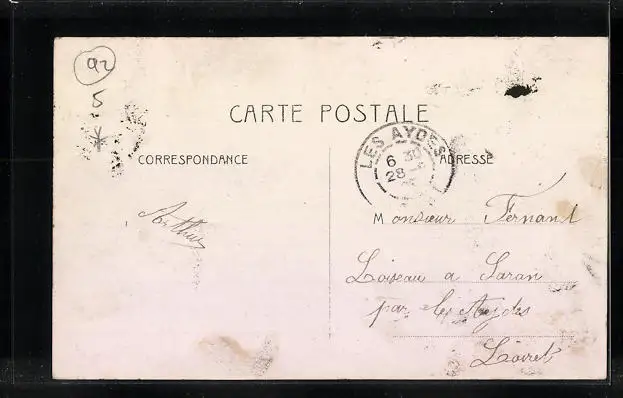 92
5
CARTE POSTALE
LES AYDES
6 30
28
CORRESPONDANCE
ADRESSE
Arthur
Monsieur Fernant
Loiseau a Saran
par les Aydes
Loiret